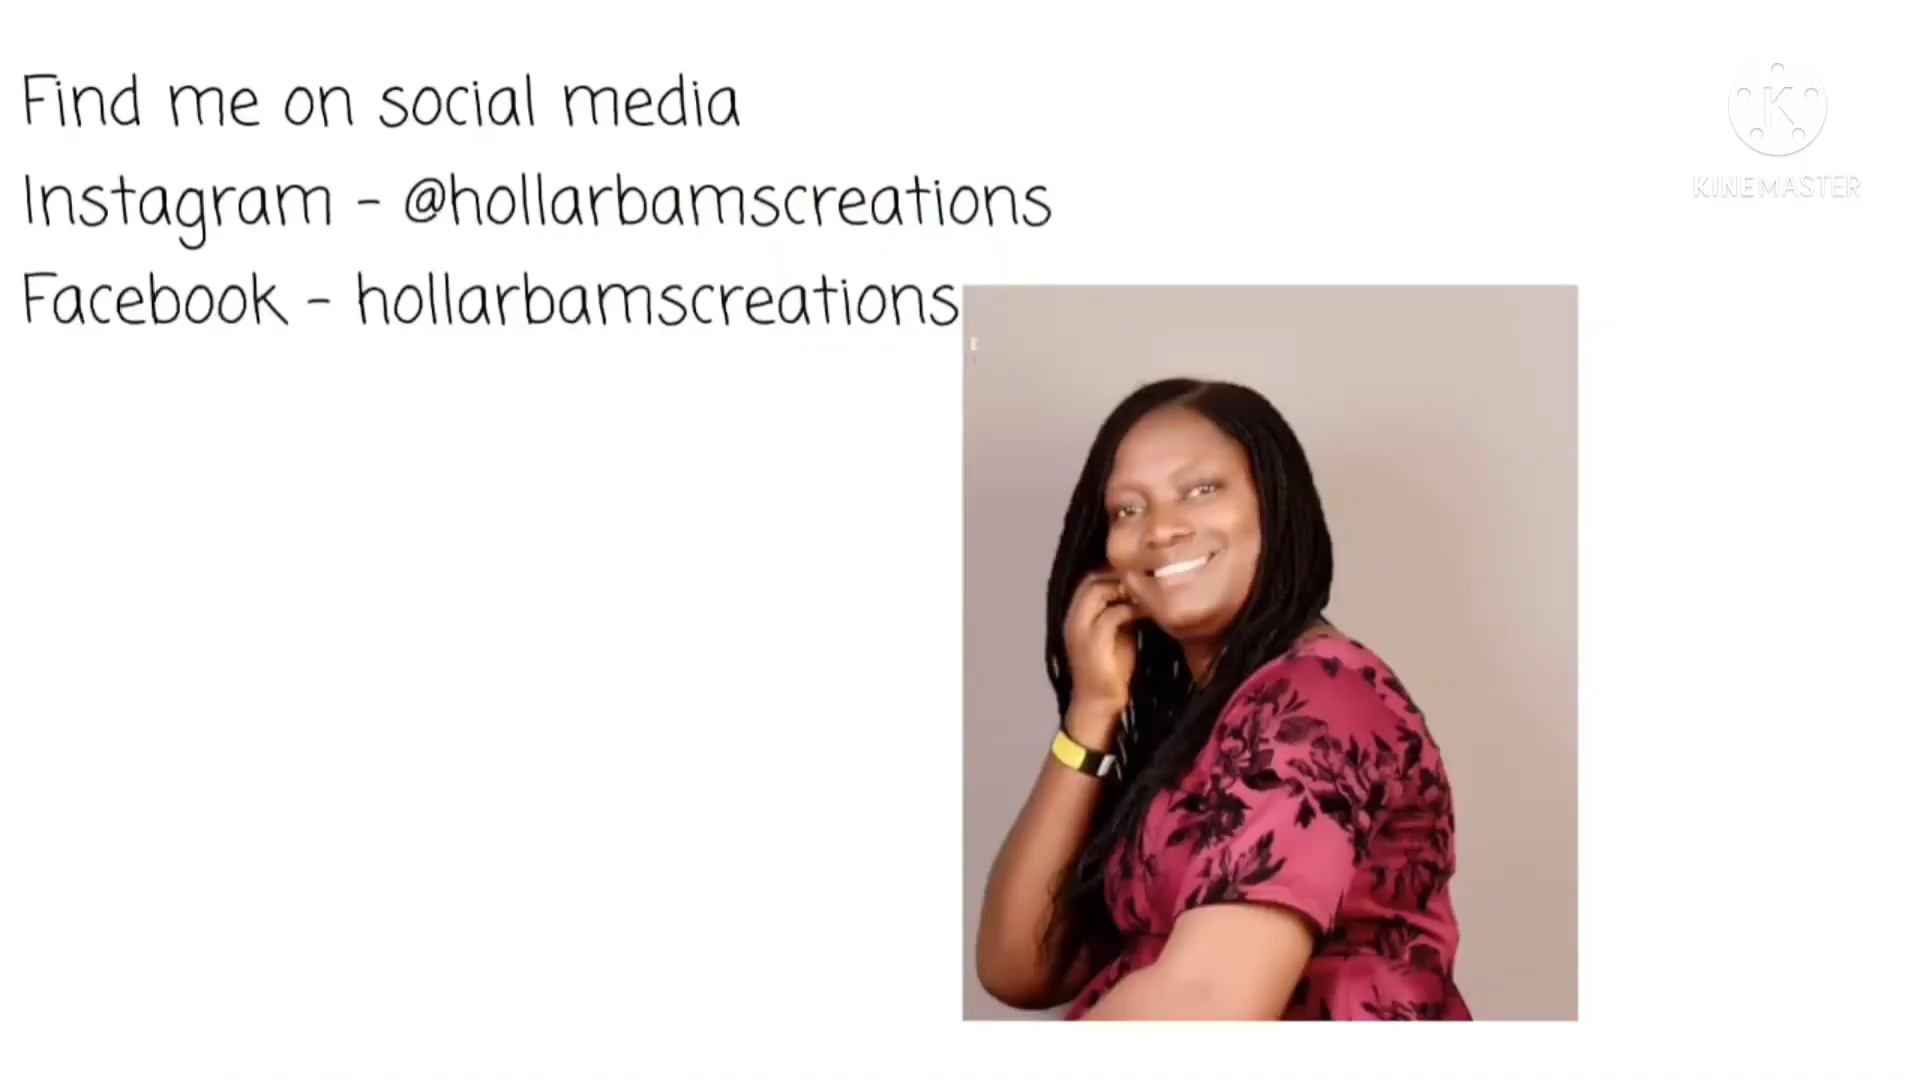 Find me on social media
Instagram - @hollarbamscreations
Facebook - hollarbamscreations
K
KINEMASTER